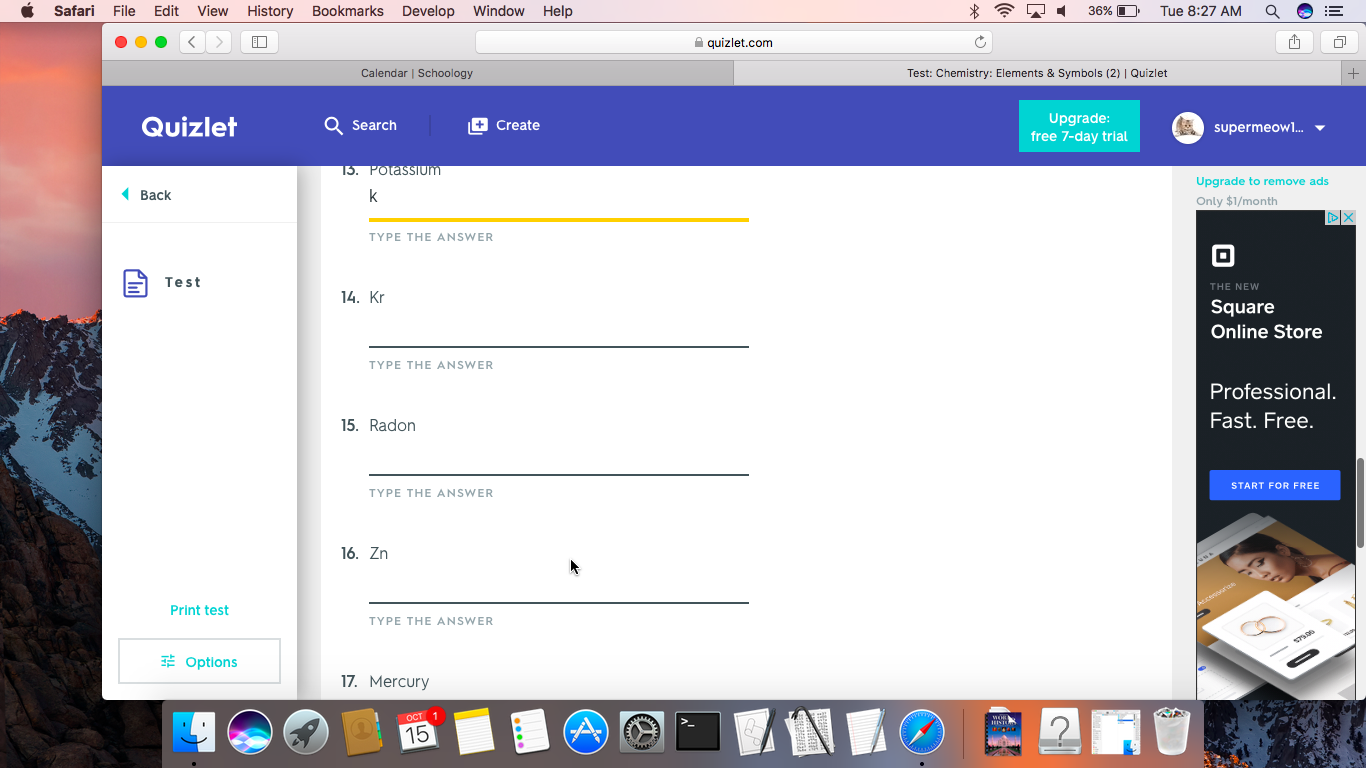 Safari File Edit View History Bookmarks Develop Window Help 36% Tue 8:27 AM
quizlet.com
Calendar | Schoology
Test: Chemistry: Elements & Symbols (2) | Quizlet
Quizlet
Search
Create
Upgrade:
free 7-day trial
supermeow1...
Back
Test
Print test
Options
13. Potassium
k
TYPE THE ANSWER
14. Kr
TYPE THE ANSWER
15. Radon
TYPE THE ANSWER
16. Zn
TYPE THE ANSWER
17. Mercury
Upgrade to remove ads
Only $1/month
THE NEW
Square
Online Store
Professional.
Fast. Free.
START FOR FREE
Accessories
$79.00
OCT
1
15